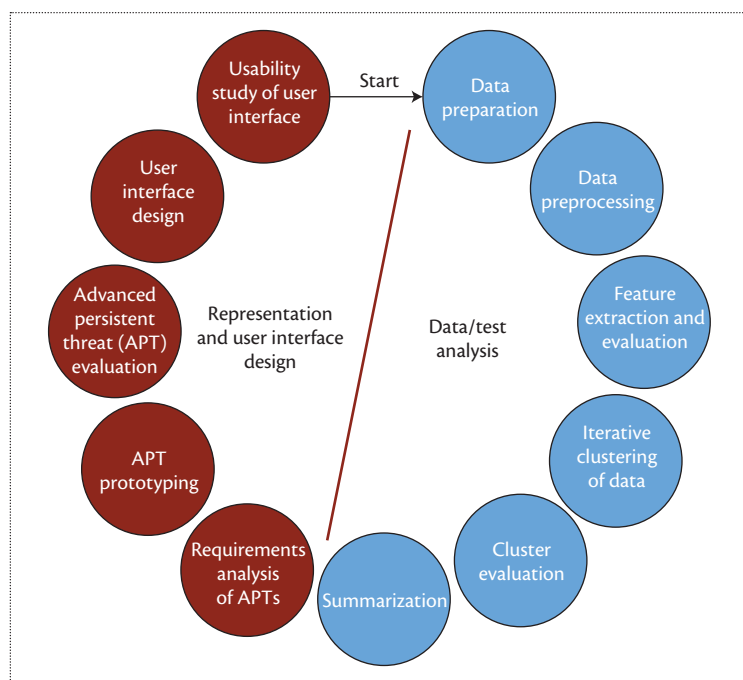 Usability
study of user
interface
Start
Data
preparation
User
interface
design
Data
preprocessing
Advanced
persistent
threat (APT)
evaluation
Representation
and user interface
design
Data/test
analysis
Feature
extraction and
evaluation
APT
prototyping
Iterative
clustering
of data
Requirements
analysis
of APTs
Summarization
Cluster
evaluation